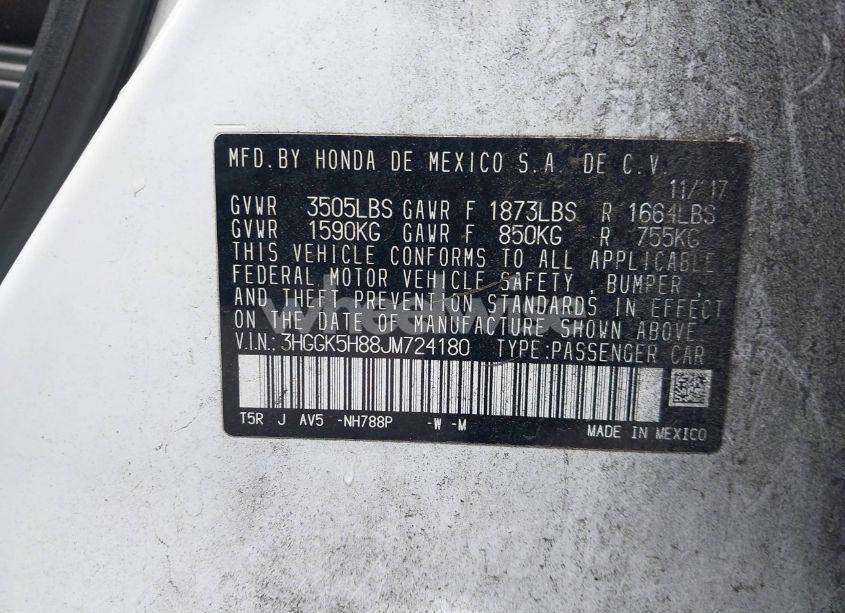 MFD. BY HONDA DE MEXICO S.A. DE C.V.
11/'17
GVWR 3505LBS GAWR F 1873LBS R 1664LBS
GVWR 1590KG GAWR F 850KG R 755KG
THIS VEHICLE CONFORMS TO ALL APPLICABLE
FEDERAL MOTOR VEHICLE SAFETY, BUMPER,
AND THEFT PREVENTION STANDARDS IN EFFECT
ON THE DATE OF MANUFACTURE SHOWN ABOVE
V.I.N.: 3HGGK5H88JM724180 TYPE:PASSENGER CAR
T5R J AV5 -NH788P -W -M
MADE IN MEXICO